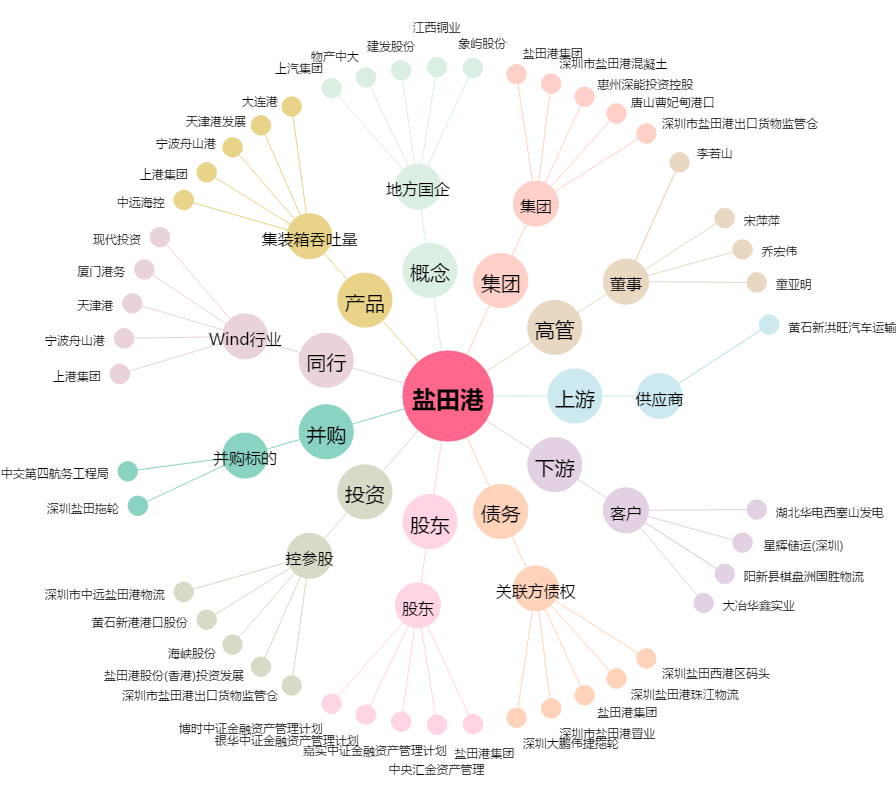 江西铜业
建发股份
象屿股份
物产中大
盐田港集团
上汽集团
深圳市盐田港混凝土
惠州深能投资控股
大连港
唐山曹妃甸港口
天津港发展
深圳市盐田港出口货物监管仓
宁波舟山港
李若山
上港集团
地方国企
中远海控
集团
宋萍萍
现代投资
集装箱吞吐量
乔宏伟
厦门港务
概念
集团
董事
童亚明
天津港
产品
高管
黄石新洪旺汽车运输
宁波舟山港
Wind行业
同行
上港集团
盐田港
上游
供应商
并购
中交第四航务工程局
并购标的
下游
投资
深圳盐田拖轮
股东
债务
客户
湖北华电西塞山发电
星辉储运(深圳)
控参股
阳新县棋盘洲国胜物流
深圳市中远盐田港物流
关联方债权
股东
大冶华鑫实业
黄石新港港口股份
海峡股份
盐田港股份(香港)投资发展
深圳盐田西港区码头
深圳市盐田港出口货物监管仓
深圳盐田港珠江物流
盐田港集团
博时中证金融资产管理计划
深圳市盐田港置业
银华中证金融资产管理计划
深圳大鹏伟捷拖轮
嘉实中证金融资产管理计划
盐田港集团
中央汇金资产管理